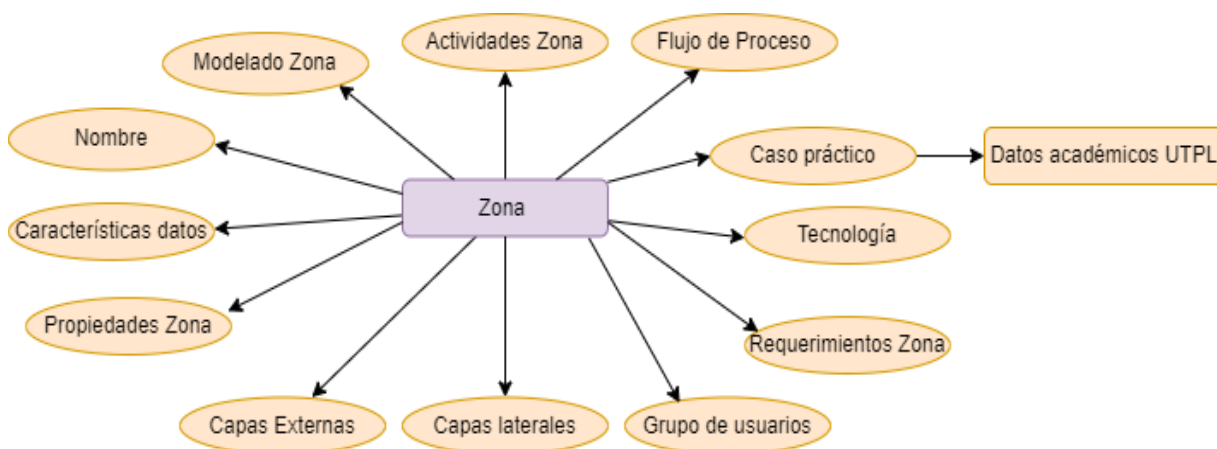 Actividades Zona
Flujo de Proceso
Modelado Zona
Nombre
Caso práctico
Datos académicos UTPL
Zona
Características datos
Tecnología
Propiedades Zona
Requerimientos Zona
Capas Externas
Capas laterales
Grupo de usuarios